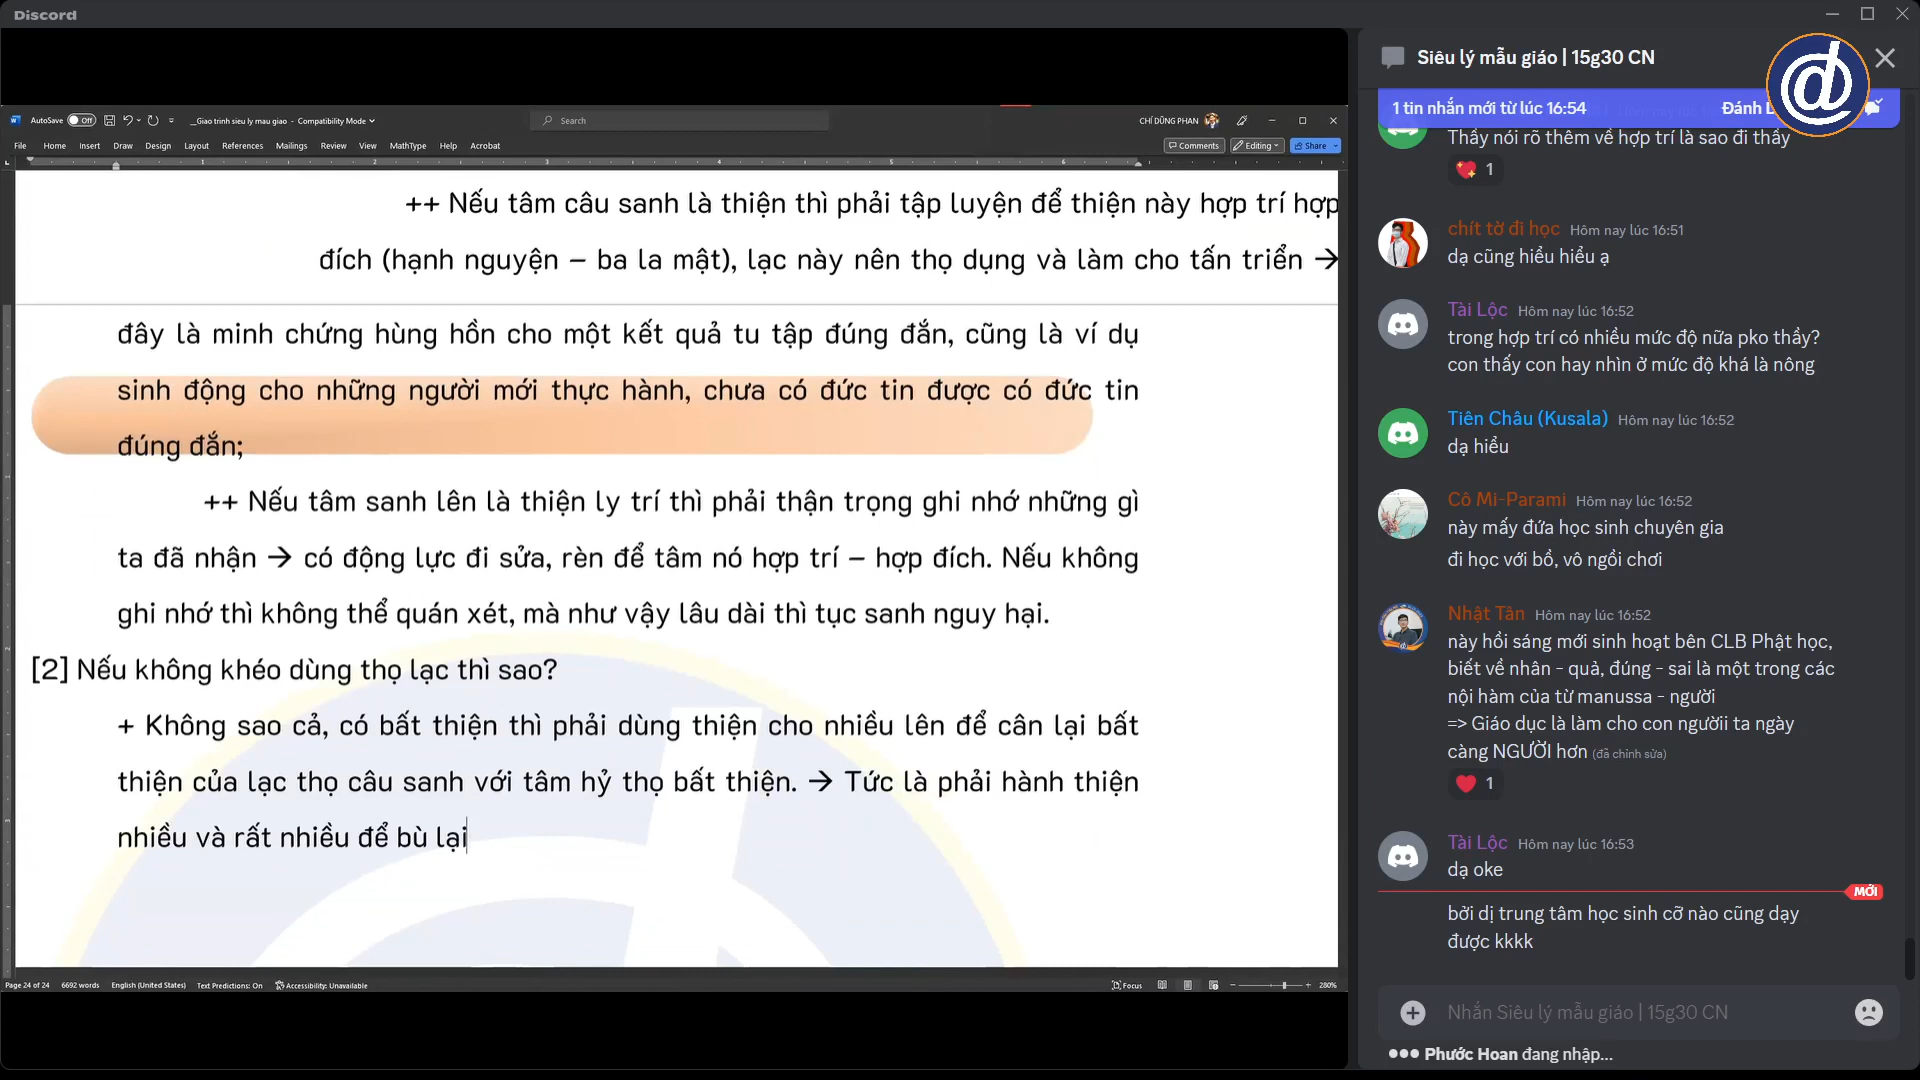 Discord
AutoSave Off
_Giao trinh sieu ly mau giao - Compatibility Mode
Search
CHÍ DŨNG PHAN
File Home Insert Draw Design Layout References Mailings Review View MathType Help Acrobat
Comments Editing Share
++ Nếu tâm câu sanh là thiện thì phải tập luyện để thiện này hợp trí hợp
đích (hạnh nguyện – ba la mật), lạc này nên thọ dụng và làm cho tấn triển →
đây là minh chứng hùng hồn cho một kết quả tu tập đúng đắn, cũng là ví dụ
sinh động cho những người mới thực hành, chưa có đức tin được có đức tin
đúng đắn;
++ Nếu tâm sanh lên là thiện ly trí thì phải thận trọng ghi nhớ những gì
ta đã nhận → có động lực đi sửa, rèn để tâm nó hợp trí – hợp đích. Nếu không
ghi nhớ thì không thể quán xét, mà như vậy lâu dài thì tục sanh nguy hại.
[2] Nếu không khéo dùng thọ lạc thì sao?
+ Không sao cả, có bất thiện thì phải dùng thiện cho nhiều lên để cân lại bất
thiện của lạc thọ câu sanh với tâm hỷ thọ bất thiện. → Tức là phải hành thiện
nhiều và rất nhiều để bù lại
Page 24 of 24 6692 words English (United States) Text Predictions: On Accessibility: Unavailable
Focus
280%
Siêu lý mẫu giáo | 15g30 CN
1 tin nhắn mới từ lúc 16:54
Thầy nói rõ thêm về hợp trí là sao đi thầy
1
chít tờ đi học Hôm nay lúc 16:51
dạ cũng hiểu hiểu ạ
Tài Lộc Hôm nay lúc 16:52
trong hợp trí có nhiều mức độ nữa pko thầy?
con thấy con hay nhìn ở mức độ khá là nông
Tiên Châu (Kusala) Hôm nay lúc 16:52
dạ hiểu
Cô Mi-Parami Hôm nay lúc 16:52
này mấy đứa học sinh chuyên gia
đi học với bồ, vô ngồi chơi
Nhật Tân Hôm nay lúc 16:52
này hồi sáng mới sinh hoạt bên CLB Phật học,
biết về nhân - quả, đúng - sai là một trong các
nội hàm của từ manussa - người
=> Giáo dục là làm cho con ngườii ta ngày
càng NGƯỜI hơn (đã chỉnh sửa)
1
Tài Lộc Hôm nay lúc 16:53
dạ oke
MỚI
bởi dị trung tâm học sinh cỡ nào cũng dạy
được kkkk
Nhắn Siêu lý mẫu giáo | 15g30 CN
Phước Hoan đang nhập...